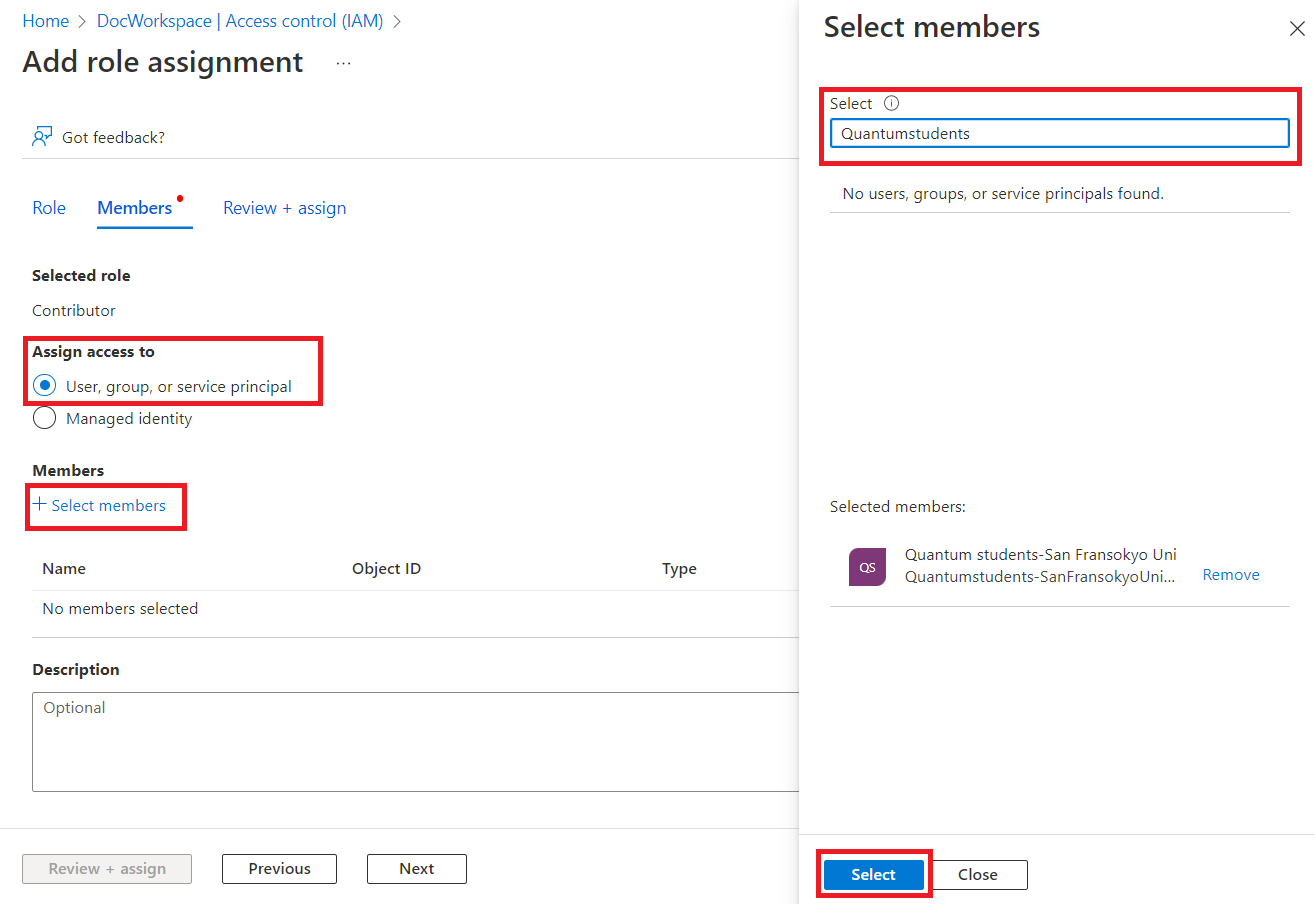 Home > DocWorkspace | Access control (IAM) >
Add role assignment ...
Got feedback?
Role Members Review + assign
Selected role
Contributor
Assign access to
User, group, or service principal
Managed identity
Members
+ Select members
Name Object ID Type
No members selected
Description
Optional
Review + assign Previous Next
Select members
Select
Quantumstudents
No users, groups, or service principals found.
Selected members:
QS
Quantum students-San Fransokyo Uni
Quantumstudents-SanFransokyoUni...
Remove
Select Close